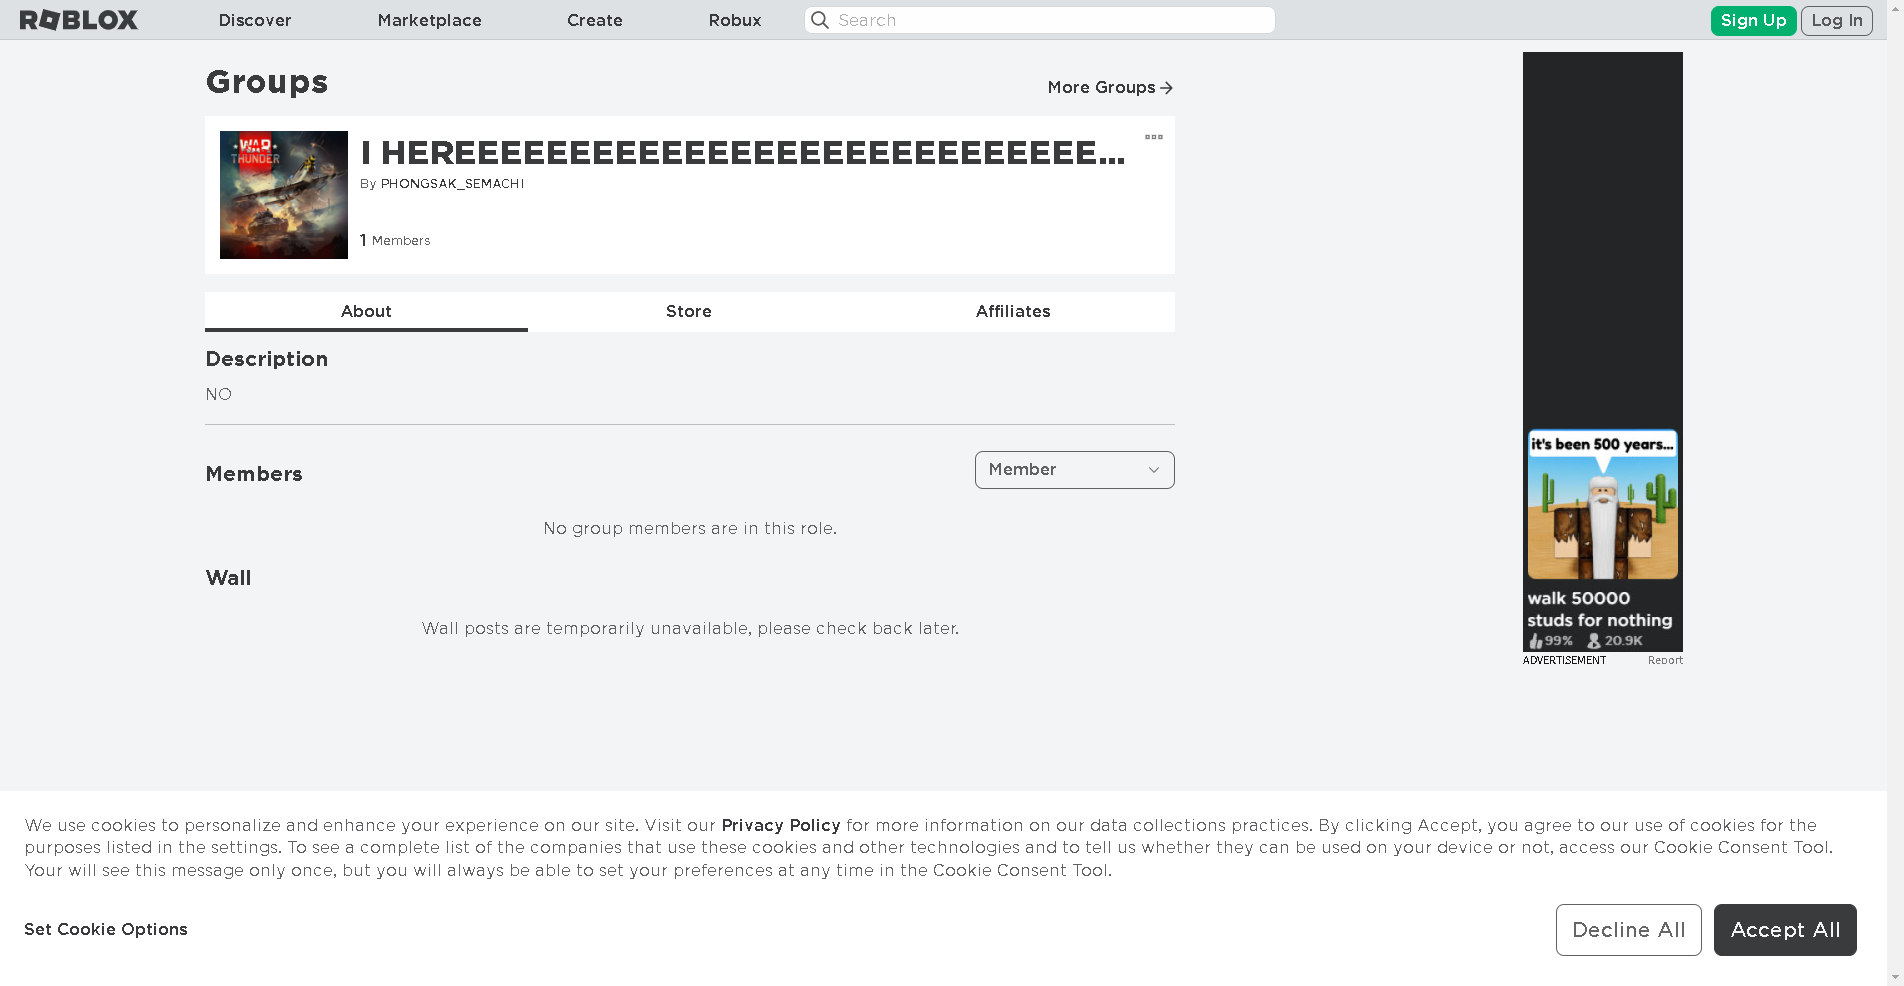 ROBLOX
Discover
Marketplace
Create
Robux
Search
Sign Up
Log In
Groups
More Groups
WAR
THUNDER
I HEREEEEEEEEEEEEEEEEEEEEEEEEEEEE...
By PHONGSAK_SEMACHI
1 Members
About
Store
Affiliates
Description
NO
Members
Member
No group members are in this role.
Wall
Wall posts are temporarily unavailable, please check back later.
it's been 500 years...
walk 50000
studs for nothing
99% 20.9K
ADVERTISEMENT
Report
We use cookies to personalize and enhance your experience on our site. Visit our Privacy Policy for more information on our data collections practices. By clicking Accept, you agree to our use of cookies for the
purposes listed in the settings. To see a complete list of the companies that use these cookies and other technologies and to tell us whether they can be used on your device or not, access our Cookie Consent Tool.
Your will see this message only once, but you will always be able to set your preferences at any time in the Cookie Consent Tool.
Set Cookie Options
Decline All
Accept All